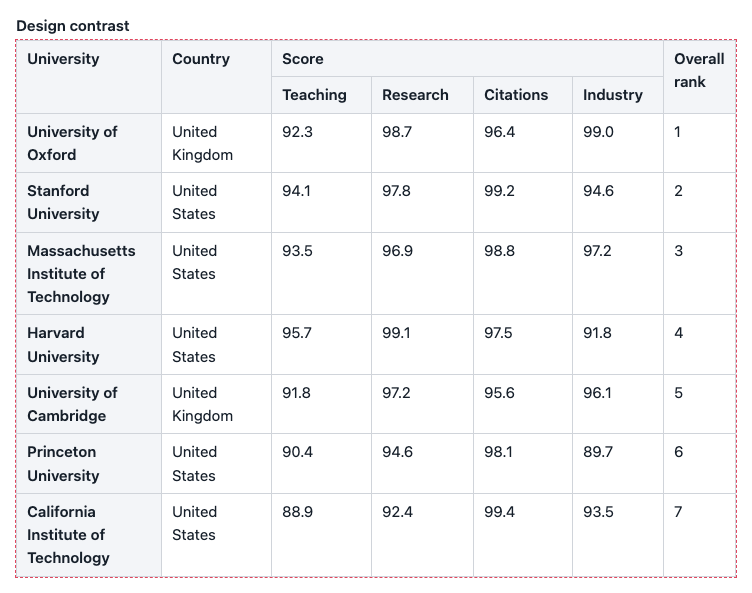 Design contrast
University Country Score Overall
rank
Teaching Research Citations Industry
University of
Oxford United
Kingdom 92.3 98.7 96.4 99.0 1
Stanford
University United
States 94.1 97.8 99.2 94.6 2
Massachusetts
Institute of
Technology United
States 93.5 96.9 98.8 97.2 3
Harvard
University United
States 95.7 99.1 97.5 91.8 4
University of
Cambridge United
Kingdom 91.8 97.2 95.6 96.1 5
Princeton
University United
States 90.4 94.6 98.1 89.7 6
California
Institute of
Technology United
States 88.9 92.4 99.4 93.5 7